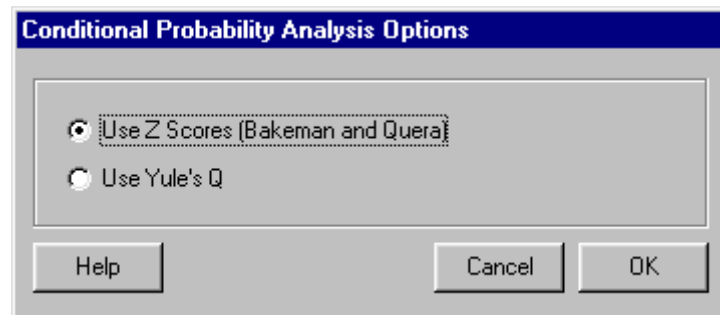 Conditional Probability Analysis Options
Use Z Scores (Bakeman and Quera)
Use Yule's Q
Help Cancel OK